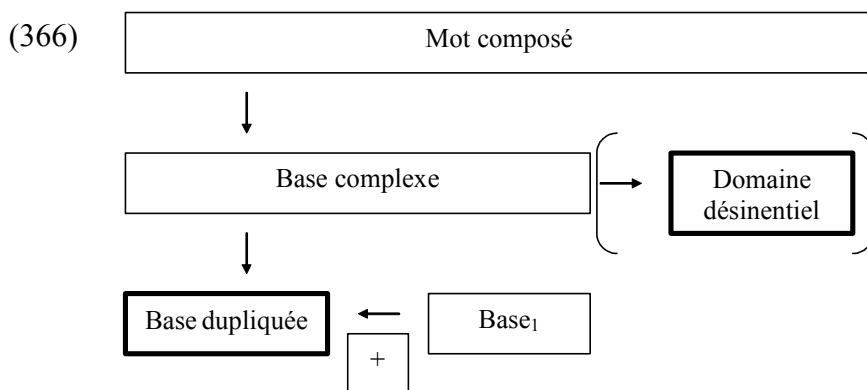 (366)
Mot composé
Base complexe
Domaine
désinentiel
Base dupliquée
Base₁
+